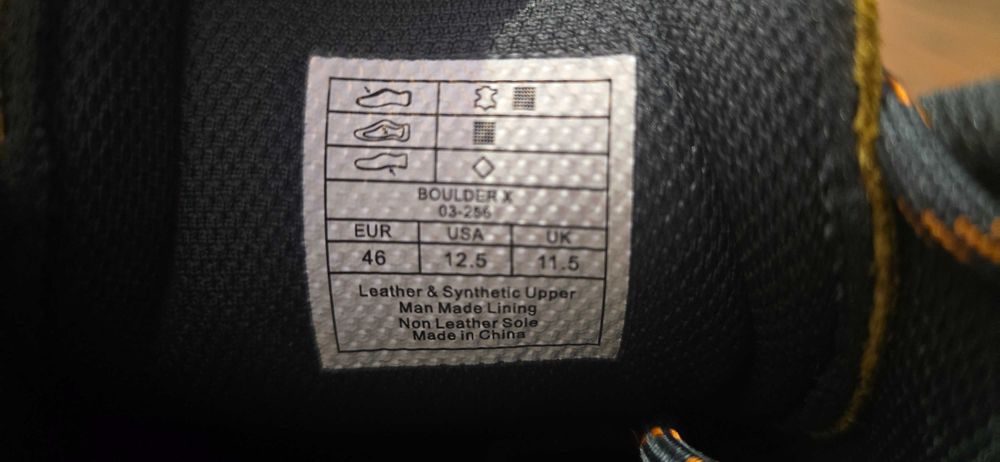 BOULDER X
03-256
EUR USA UK
46 12.5 11.5
Leather & Synthetic Upper
Man Made Lining
Non Leather Sole
Made in China